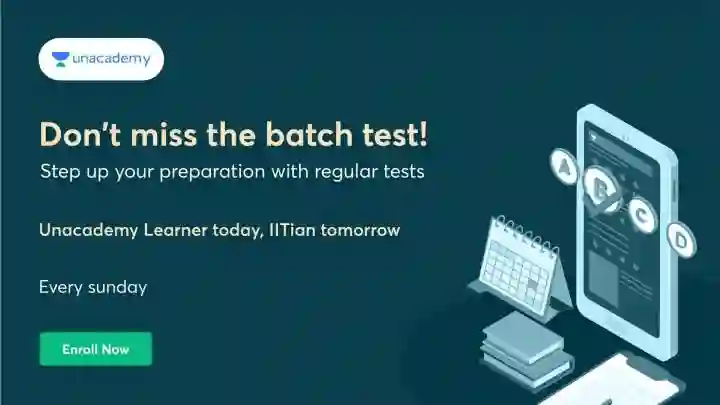 unacademy
Don't miss the batch test!
Step up your preparation with regular tests
Unacademy Learner today, IITian tomorrow
Every sunday
Enroll Now
A
B
C
D